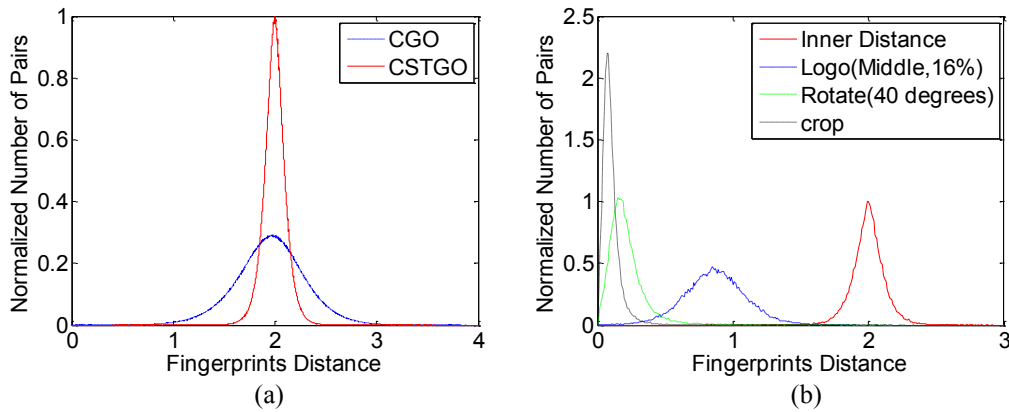 Normalized Number of Pairs
1
0.8
0.6
0.4
0.2
0
0 1 2 3 4
Fingerprints Distance
CGO
CSTGO
(a)
Normalized Number of Pairs
2.5
2
1.5
1
0.5
0
0 1 2 3
Fingerprints Distance
Inner Distance
Logo(Middle,16%)
Rotate(40 degrees)
crop
(b)